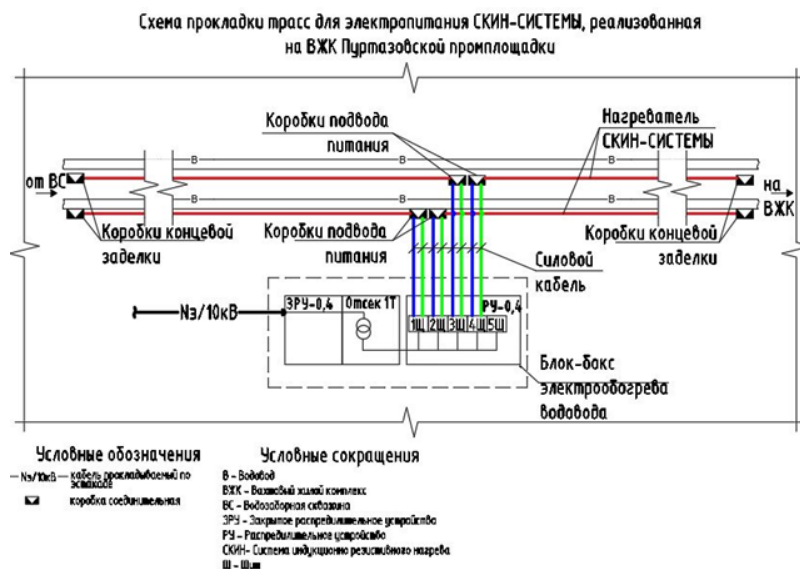 Схема прокладки трасс для электропитания СКИН-СИСТЕМЫ, реализованная
на ВЖК Пуртазовской промплощадки
Коробки подвода
питания
Нагреватель
СКИН-СИСТЕМЫ
В
В
В
от ВС
на
ВЖК
В
В
В
Коробки концевой
заделки
Коробки подвода
питания
Коробки концевой
заделки
Силовой
кабель
Nэ/10кВ
ЗРУ-0,4
Отсек 1Т
РУ-0,4
1Щ 2Щ 3Щ 4Щ 5Щ
Блок-бокс
электрообогрева
водовода
Условные обозначения
Nэ/10кВ кабель прокладываемый по
эстакаде
коробка соединительная
Условные сокращения
В - Водовод
ВЖК - Вахтовый жилой комплекс
ВС - Водозаборная скважина
ЗРУ - Закрытое распределительное устройство
РУ - Распределительное устройство
СКИН- Система индукционно резистивного нагрева
Щ - Щит